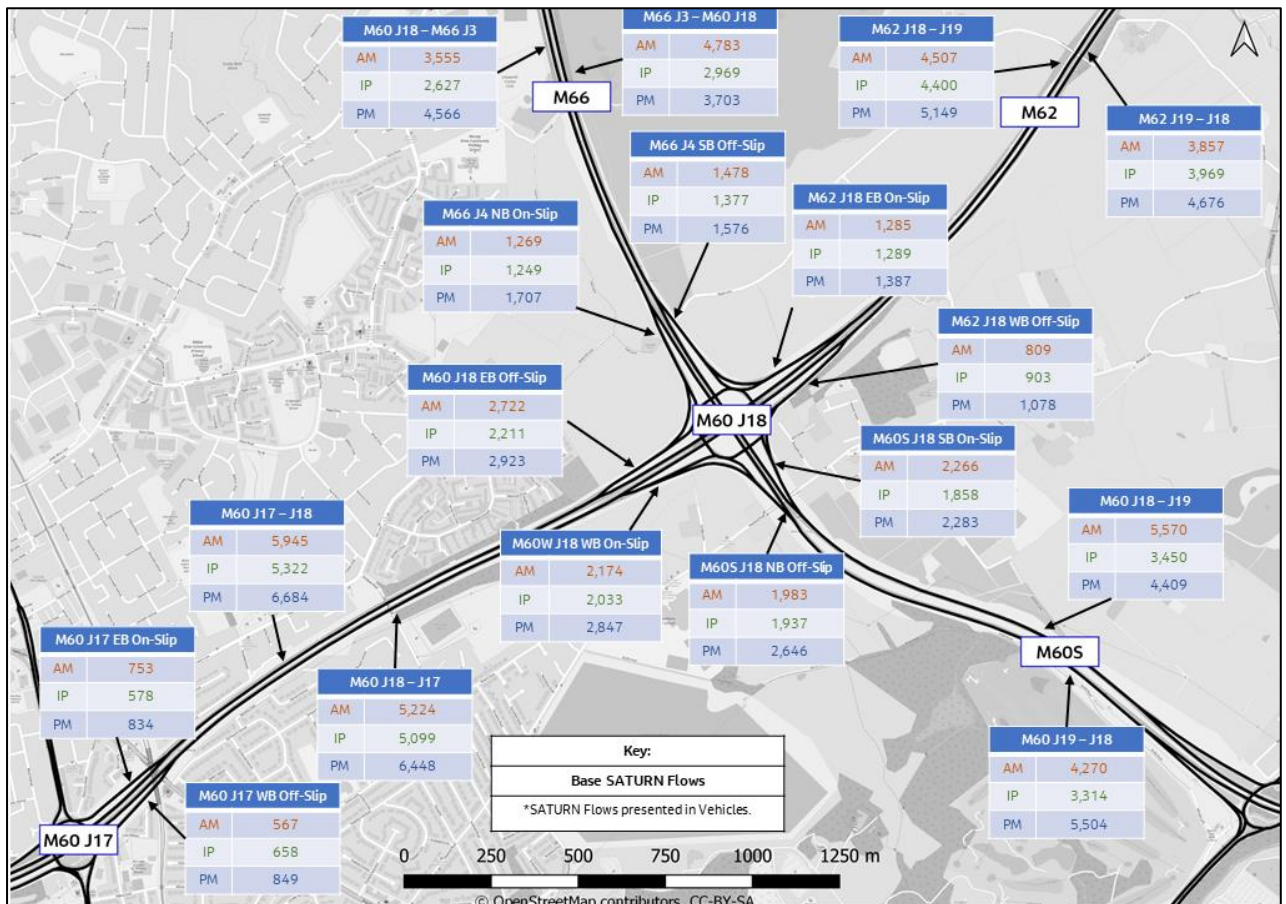 M60 J18 – M66 J3
AM 3,555
IP 2,627
PM 4,566
M66 J3 – M60 J18
AM 4,783
IP 2,969
PM 3,703
M62 J18 – J19
AM 4,507
IP 4,400
PM 5,149
M66
M62
M62 J19 – J18
AM 3,857
IP 3,969
PM 4,676
M66 J4 SB Off-Slip
AM 1,478
IP 1,377
PM 1,576
M66 J4 NB On-Slip
AM 1,269
IP 1,249
PM 1,707
M62 J18 EB On-Slip
AM 1,285
IP 1,289
PM 1,387
M62 J18 WB Off-Slip
AM 809
IP 903
PM 1,078
M60 J18 EB Off-Slip
AM 2,722
IP 2,211
PM 2,923
M60 J18
M60S J18 SB On-Slip
AM 2,266
IP 1,858
PM 2,283
M60 J17 – J18
AM 5,945
IP 5,322
PM 6,684
M60W J18 WB On-Slip
AM 2,174
IP 2,033
PM 2,847
M60S J18 NB Off-Slip
AM 1,983
IP 1,937
PM 2,646
M60 J18 – J19
AM 5,570
IP 3,450
PM 4,409
M60 J17 EB On-Slip
AM 753
IP 578
PM 834
M60S
M60 J18 – J17
AM 5,224
IP 5,099
PM 6,448
M60 J19 – J18
AM 4,270
IP 3,314
PM 5,504
M60 J17 WB Off-Slip
AM 567
IP 658
PM 849
M60 J17
Key:
Base SATURN Flows
*SATURN Flows presented in Vehicles.
0 250 500 750 1000 1250 m
© OpenStreetMap contributors, CC-BY-SA